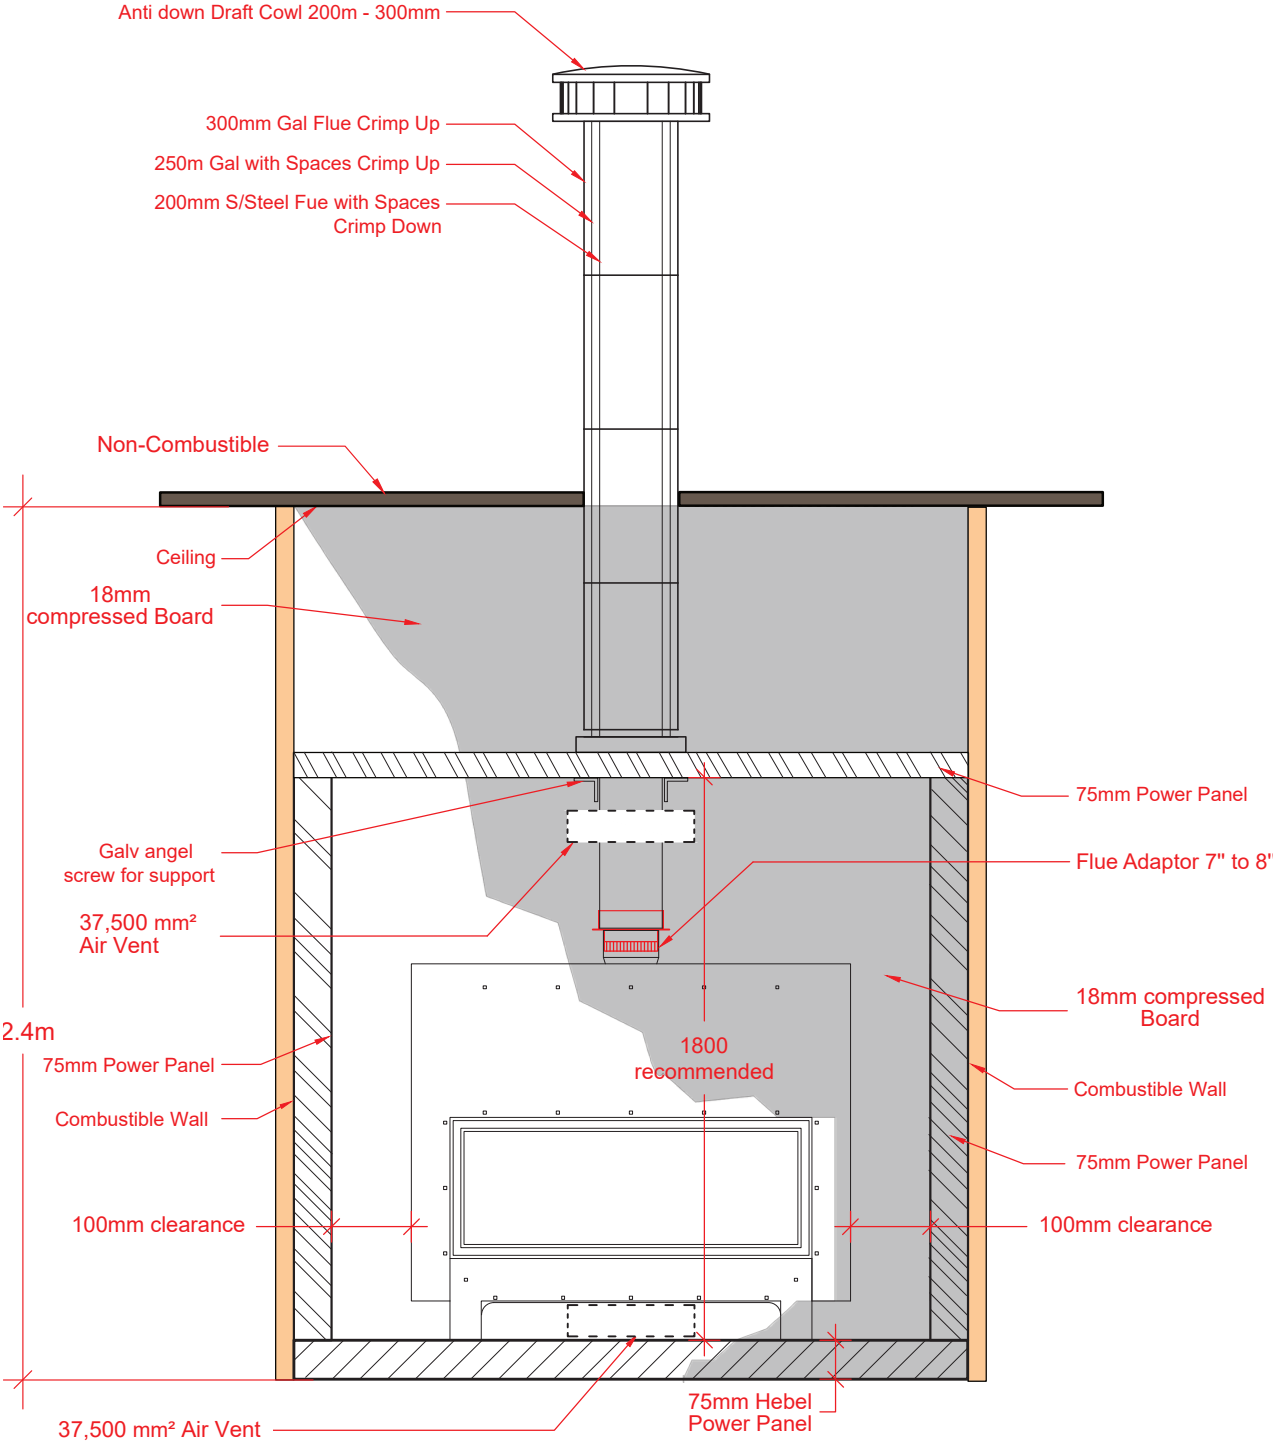 Anti down Draft Cowl 200m - 300mm
300mm Gal Flue Crimp Up
250m Gal with Spaces Crimp Up
200mm S/Steel Fue with Spaces
Crimp Down
Non-Combustible
Ceiling
18mm
compressed Board
75mm Power Panel
Galv angel
screw for support
Flue Adaptor 7" to 8"
37,500 mm²
Air Vent
18mm compressed
Board
2.4m
1800
recommended
75mm Power Panel
Combustible Wall
Combustible Wall
75mm Power Panel
100mm clearance
100mm clearance
75mm Hebel
Power Panel
37,500 mm² Air Vent